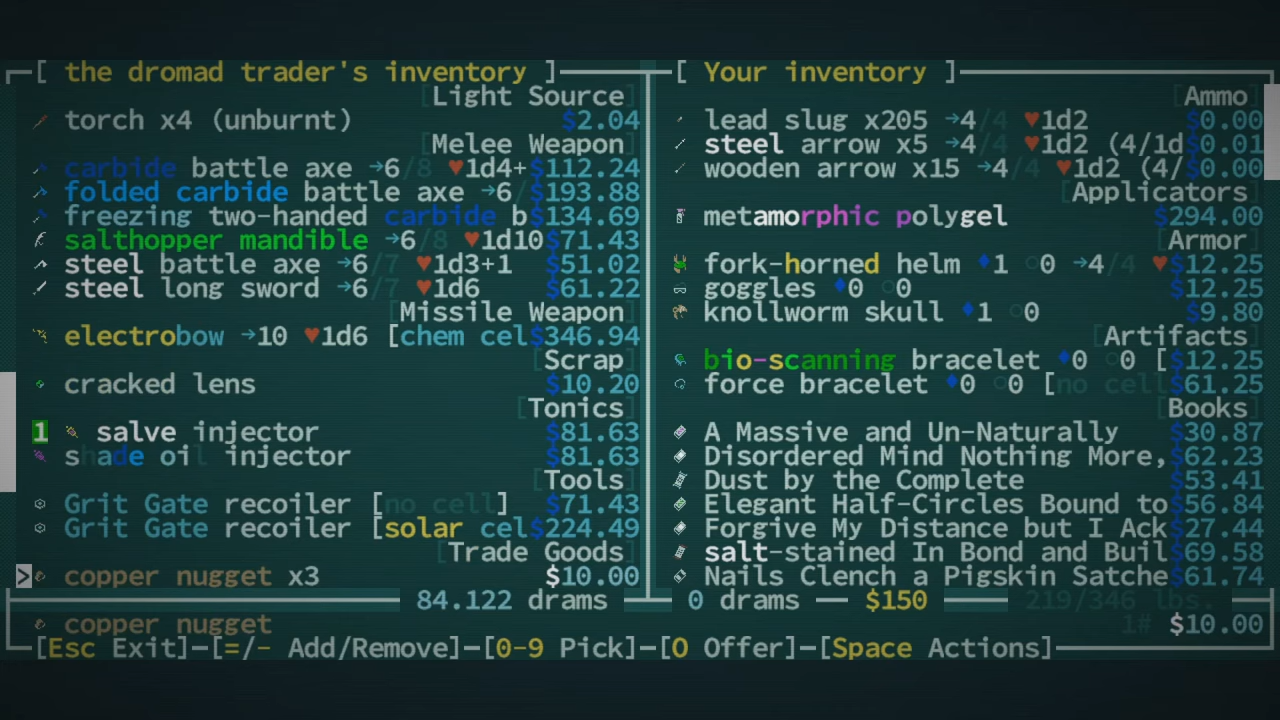 [ the dromad trader's inventory ]
[Light Source]
torch x4 (unburnt) $2.04
[Melee Weapon]
carbide battle axe →6/8 ♥1d4+$112.24
folded carbide battle axe →6/$193.88
freezing two-handed carbide b$134.69
salthopper mandible →6/8 ♥1d10$71.43
steel battle axe →6/7 ♥1d3+1 $51.02
steel long sword →6/7 ♥1d6 $61.22
[Missile Weapon]
electrobow →10 ♥1d6 [chem cel$346.94
[Scrap]
cracked lens $10.20
[Tonics]
1 salve injector $81.63
shade oil injector $81.63
[Tools]
Grit Gate recoiler [no cell] $71.43
Grit Gate recoiler [solar cel$224.49
[Trade Goods]
> copper nugget x3 $10.00
84.122 drams
[ Your inventory ]
[Ammo]
lead slug x205 →4/4 ♥1d2 $0.00
steel arrow x5 →4/4 ♥1d2 (4/1d$0.01
wooden arrow x15 →4/4 ♥1d2 (4/$0.00
[Applicators]
metamorphic polygel $294.00
[Armor]
fork-horned helm ♦1 ○0 →4/4 ♥$12.25
goggles ♦0 ○0 $12.25
knollworm skull ♦1 ○0 $9.80
[Artifacts]
bio-scanning bracelet ♦0 ○0 [$12.25
force bracelet ♦0 ○0 [no cell$61.25
[Books]
A Massive and Un-Naturally $30.87
Disordered Mind Nothing More,$62.23
Dust by the Complete $53.41
Elegant Half-Circles Bound to$56.84
Forgive My Distance but I Ack$27.44
salt-stained In Bond and Buil$69.58
Nails Clench a Pigskin Satche$61.74
0 drams — $150 219/346 lbs.
copper nugget 1# $10.00
[Esc Exit]-[=/- Add/Remove]-[0-9 Pick]-[O Offer]-[Space Actions]